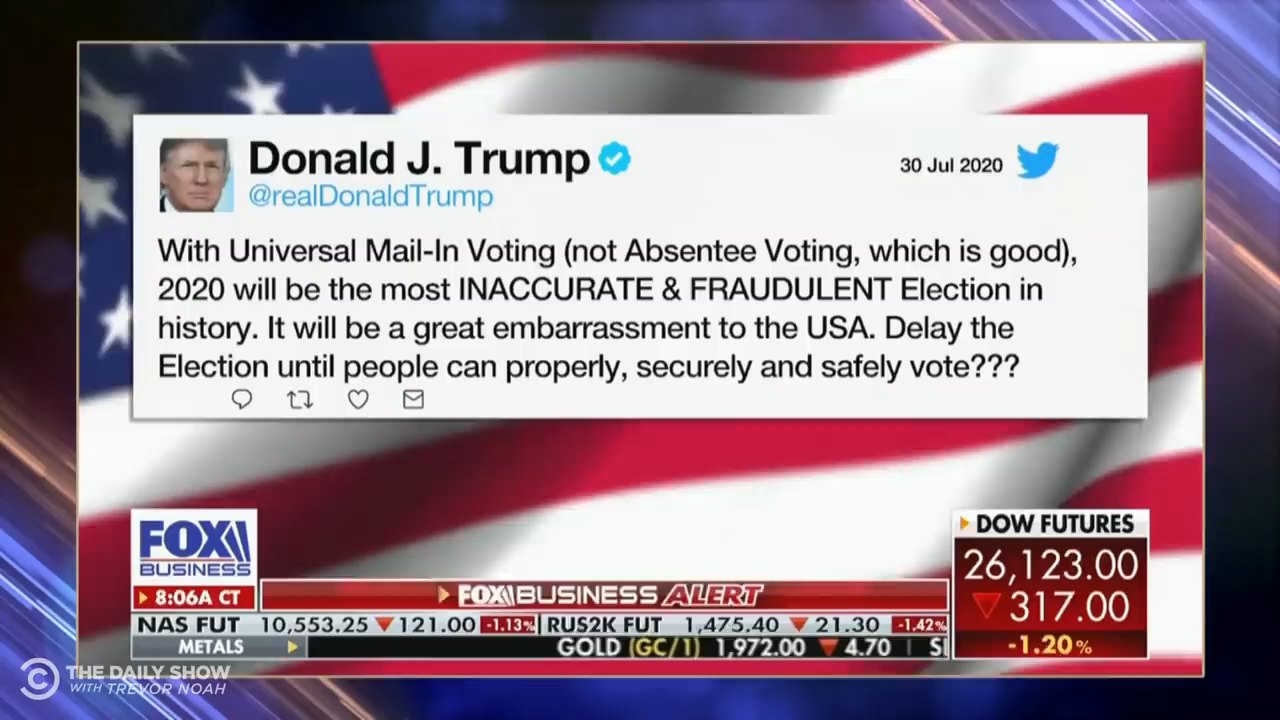 Donald J. Trump
@realDonaldTrump
30 Jul 2020
With Universal Mail-In Voting (not Absentee Voting, which is good),
2020 will be the most INACCURATE & FRAUDULENT Election in
history. It will be a great embarrassment to the USA. Delay the
Election until people can properly, securely and safely vote???
FOX
BUSINESS
8:06A CT
FOX BUSINESS ALERT
NAS FUT 10,553.25 ▼ 121.00 -1.13% RUS2K FUT 1,475.40 ▼ 21.30 -1.42%
METALS GOLD (GC/1) 1,972.00 ▼ 4.70 SI
DOW FUTURES
26,123.00
▼ 317.00
-1.20%
THE DAILY SHOW
WITH TREVOR NOAH